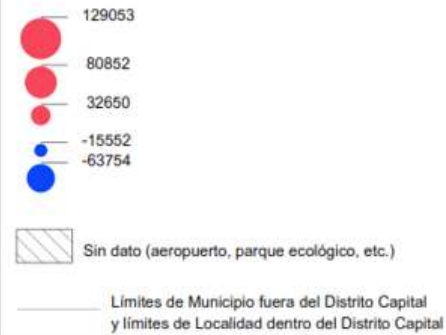 129053
80852
32650
-15552
-63754
Sin dato (aeropuerto, parque ecológico, etc.)
Límites de Municipio fuera del Distrito Capital
y límites de Localidad dentro del Distrito Capital